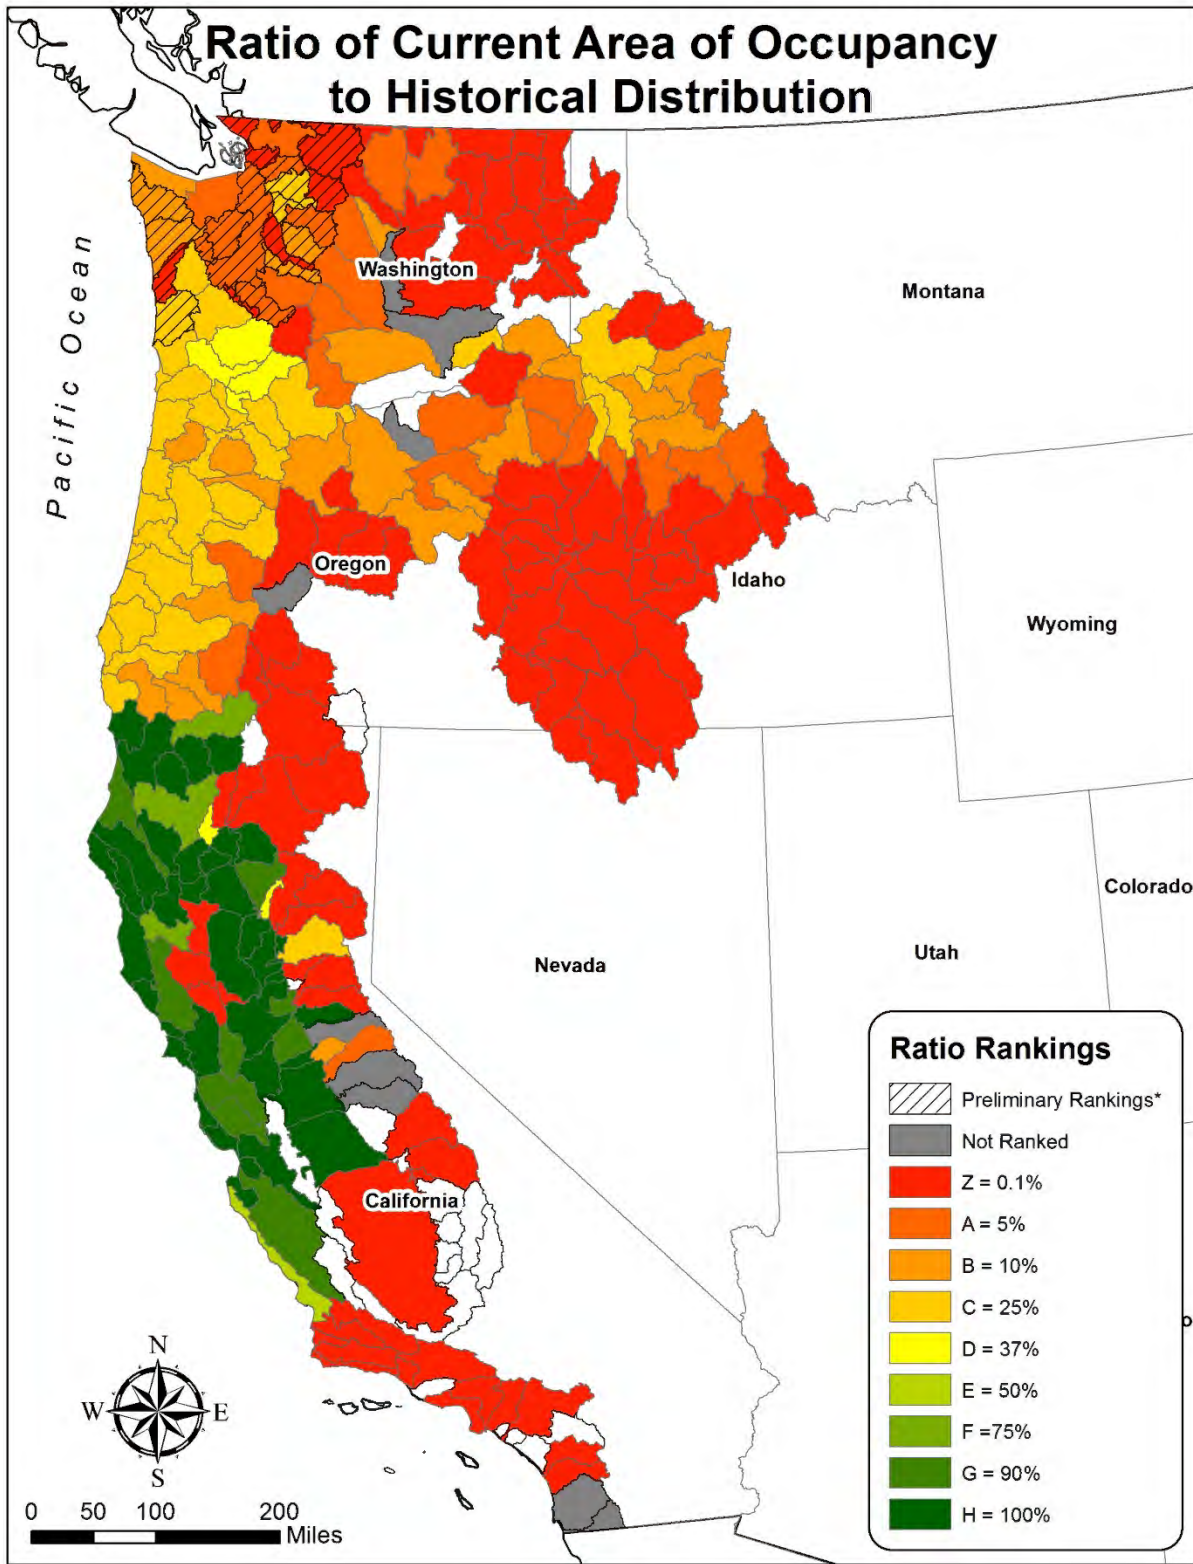 Ratio of Current Area of Occupancy
to Historical Distribution
Washington
Montana
Pacific Ocean
Oregon
Idaho
Wyoming
Colorado
Nevada
Utah
California
Ratio Rankings
Preliminary Rankings*
Not Ranked
Z = 0.1%
A = 5%
B = 10%
C = 25%
D = 37%
E = 50%
F =75%
G = 90%
H = 100%
N
W E
S
0 50 100 200
Miles